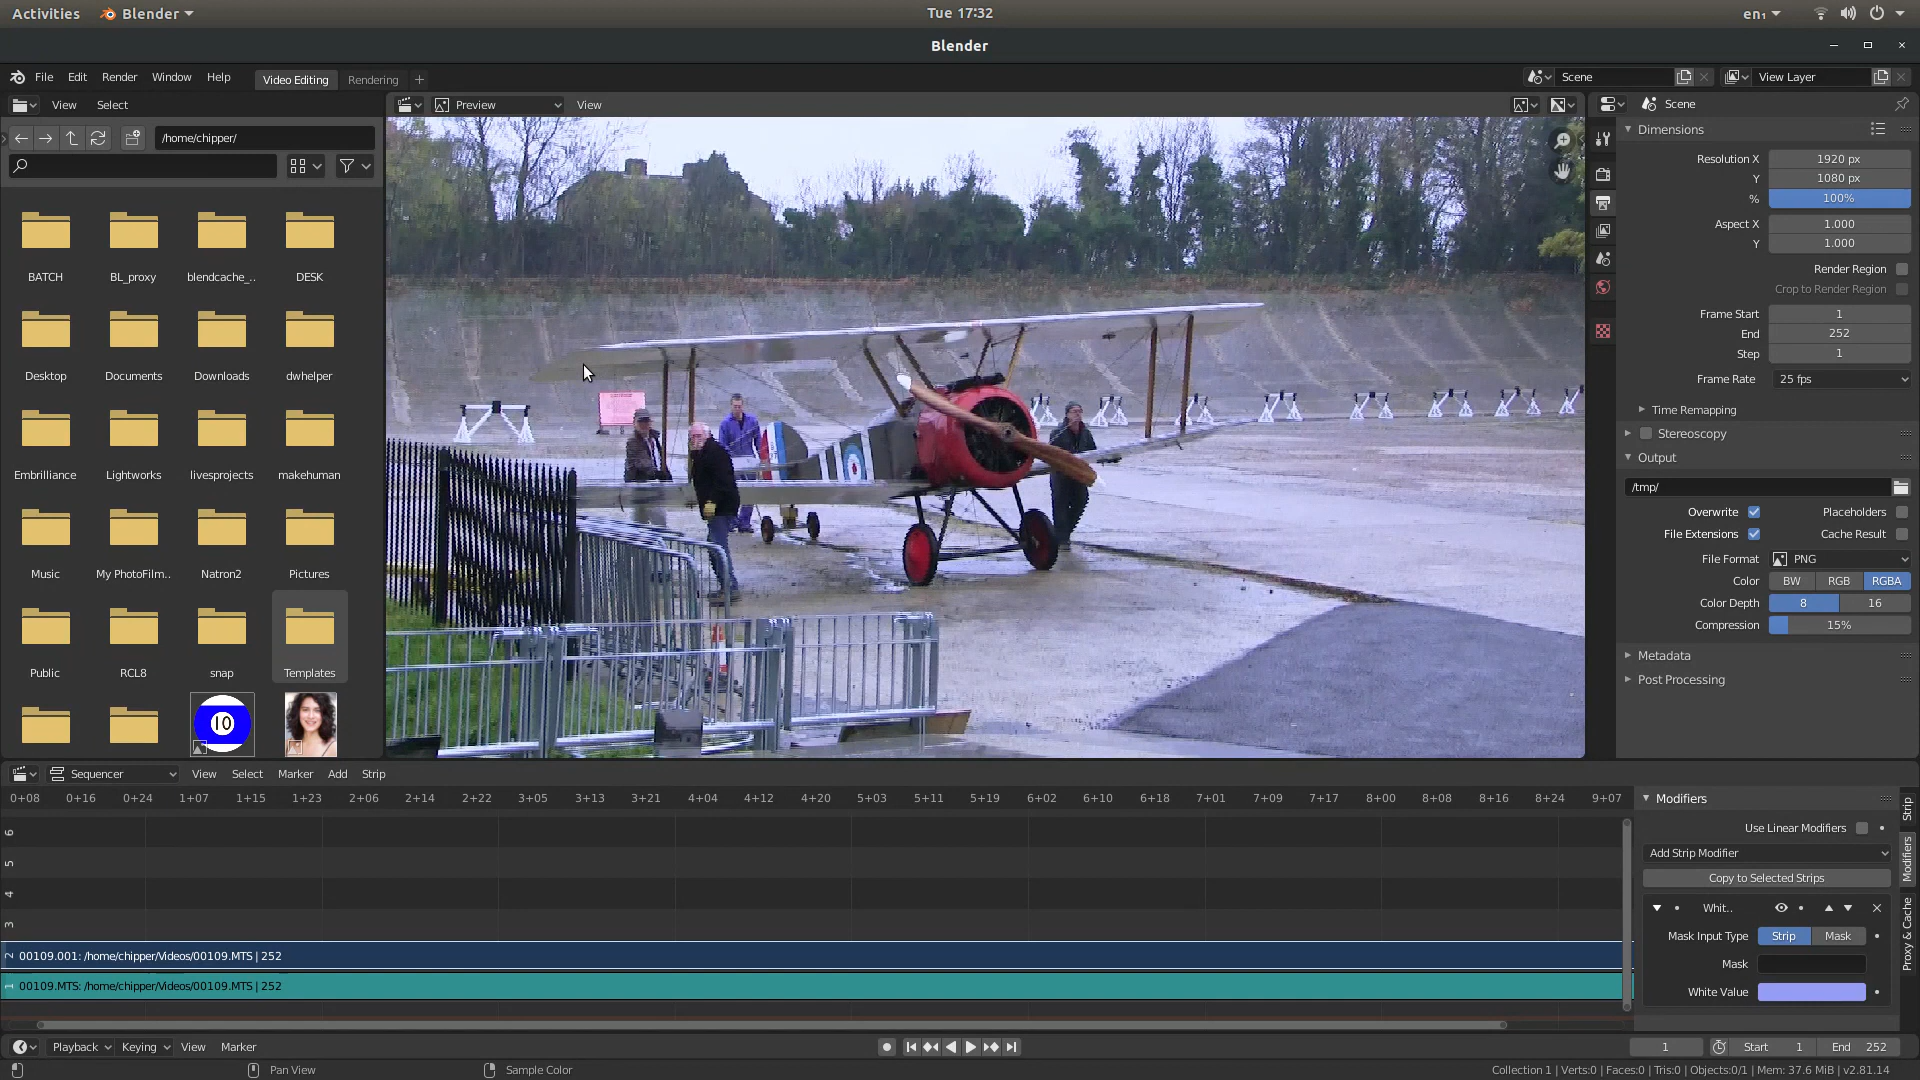 Activities Blender Tue 17:32 en₁
Blender
File Edit Render Window Help Video Editing Rendering + Scene View Layer
View Select Preview View Scene
/home/chipper/
Dimensions
Resolution X 1920 px
Y 1080 px
% 100%
Aspect X 1.000
Y 1.000
Render Region
Crop to Render Region
Frame Start 1
End 252
Step 1
Frame Rate 25 fps
Time Remapping
Stereoscopy
Output
/tmp/
Overwrite Placeholders
File Extensions Cache Result
File Format PNG
Color BW RGB RGBA
Color Depth 8 16
Compression 15%
Metadata
Post Processing
BATCH BL_proxy blendcache_.. DESK
Desktop Documents Downloads dwhelper
Embrilliance Lightworks livesprojects makehuman
Music My PhotoFilm.. Natron2 Pictures
Public RCL8 snap Templates
10
Sequencer View Select Marker Add Strip
0+08 0+16 0+24 1+07 1+15 1+23 2+06 2+14 2+22 3+05 3+13 3+21 4+04 4+12 4+20 5+03 5+11 5+19 6+02 6+10 6+18 7+01 7+09 7+17 8+00 8+08 8+16 8+24 9+07
6
5
4
3
2 00109.001: /home/chipper/Videos/00109.MTS | 252
1 00109.MTS: /home/chipper/Videos/00109.MTS | 252
Modifiers
Use Linear Modifiers
Add Strip Modifier
Copy to Selected Strips
Whit..
Mask Input Type Strip Mask
Mask
White Value
Strip
Modifiers
Proxy & Cache
Playback Keying View Marker 1 Start 1 End 252
Pan View Sample Color Collection 1 | Verts:0 | Faces:0 | Tris:0 | Objects:0/1 | Mem: 37.6 MiB | v2.81.14